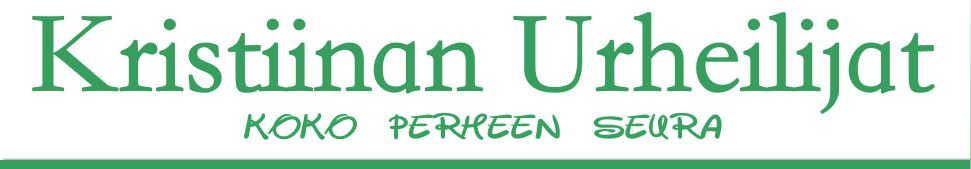 Kristiinan Urheilijat
KOKO PERHEEN SEURA